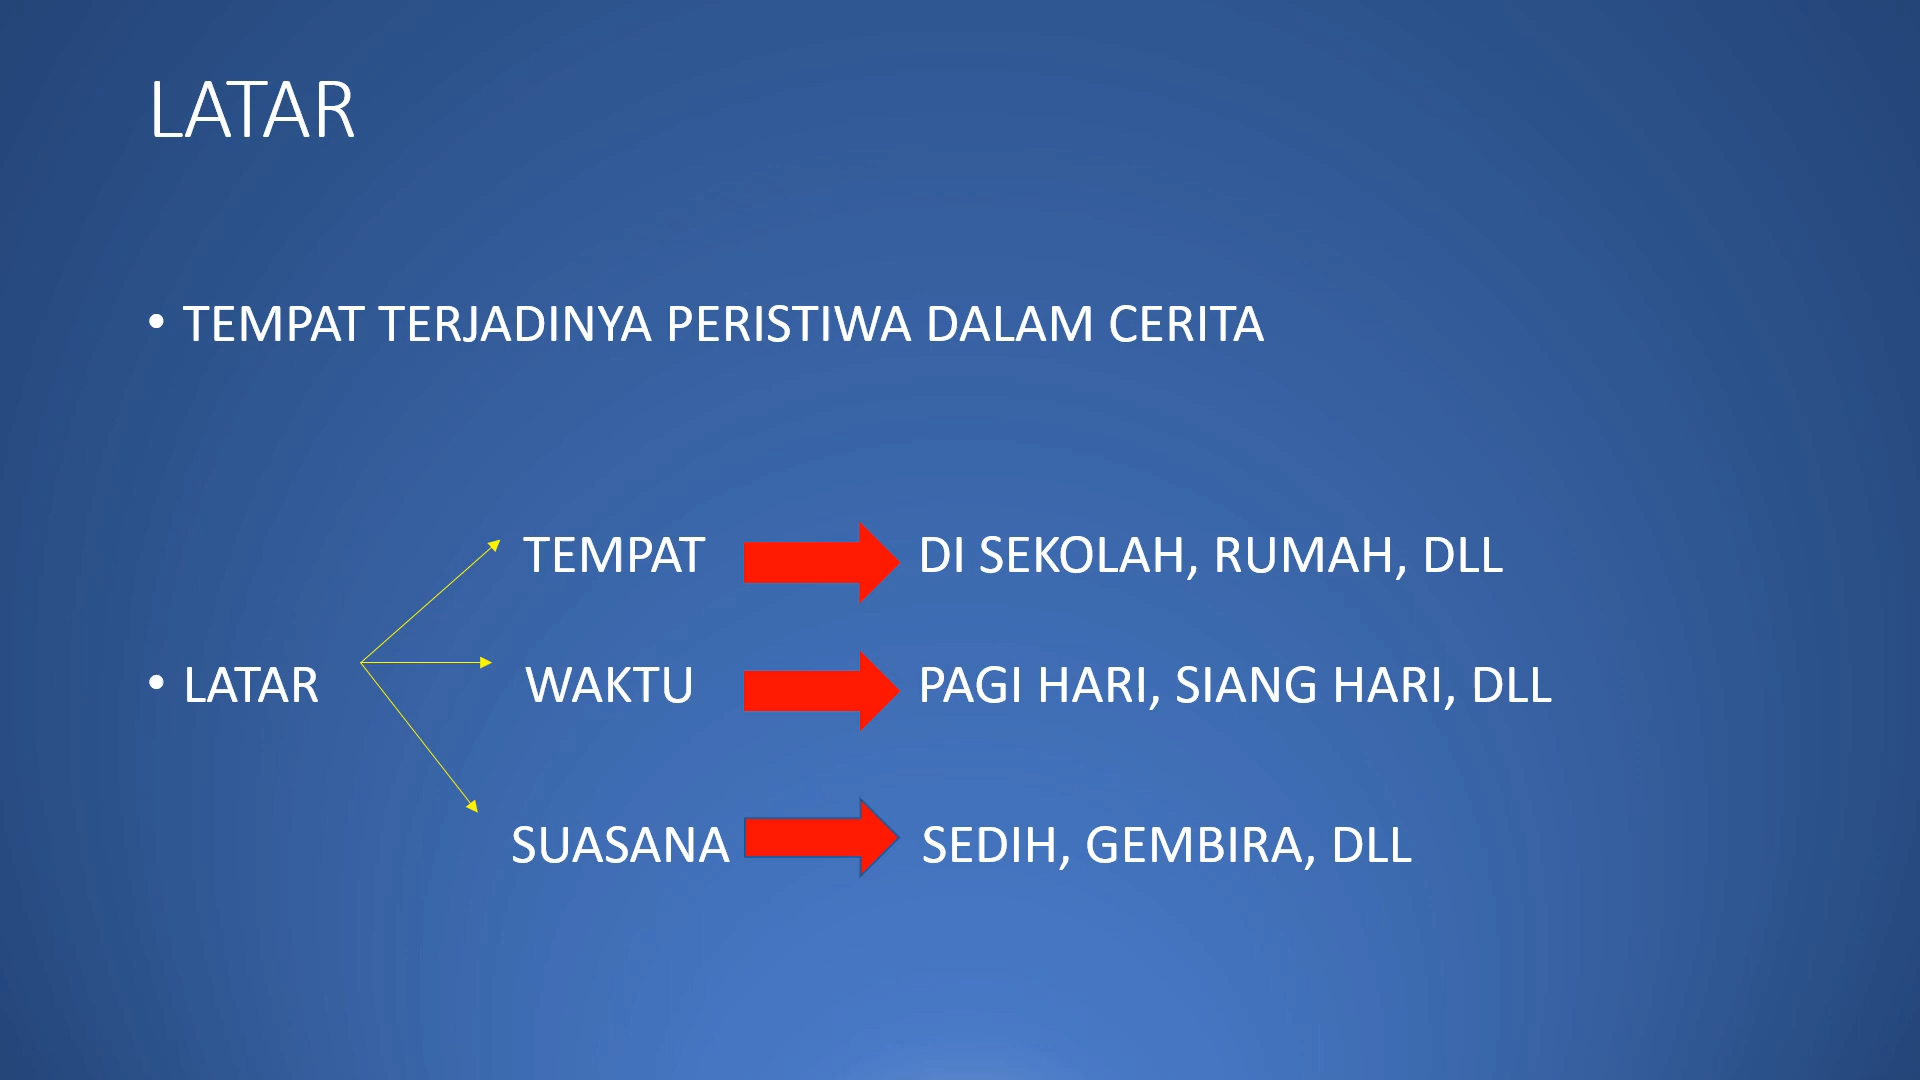 LATAR
• TEMPAT TERJADINYA PERISTIWA DALAM CERITA
TEMPAT DI SEKOLAH, RUMAH, DLL
• LATAR WAKTU PAGI HARI, SIANG HARI, DLL
SUASANA SEDIH, GEMBIRA, DLL